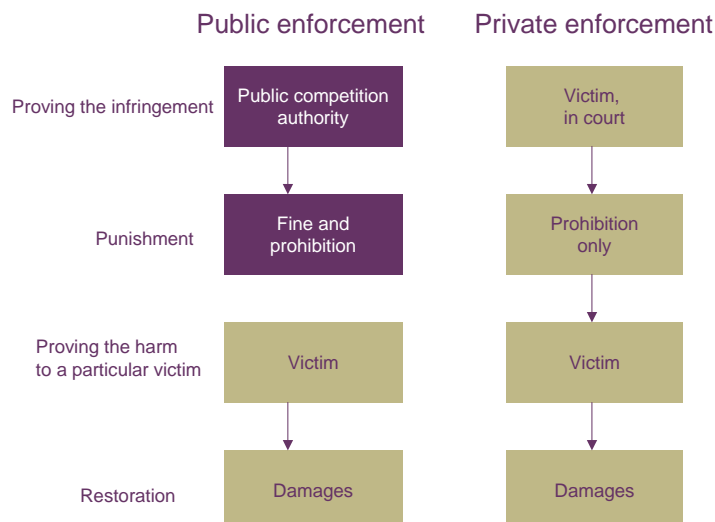 Public enforcement
Private enforcement
Proving the infringement
Public competition
authority
Victim,
in court
Punishment
Fine and
prohibition
Prohibition
only
Proving the harm
to a particular victim
Victim
Victim
Restoration
Damages
Damages